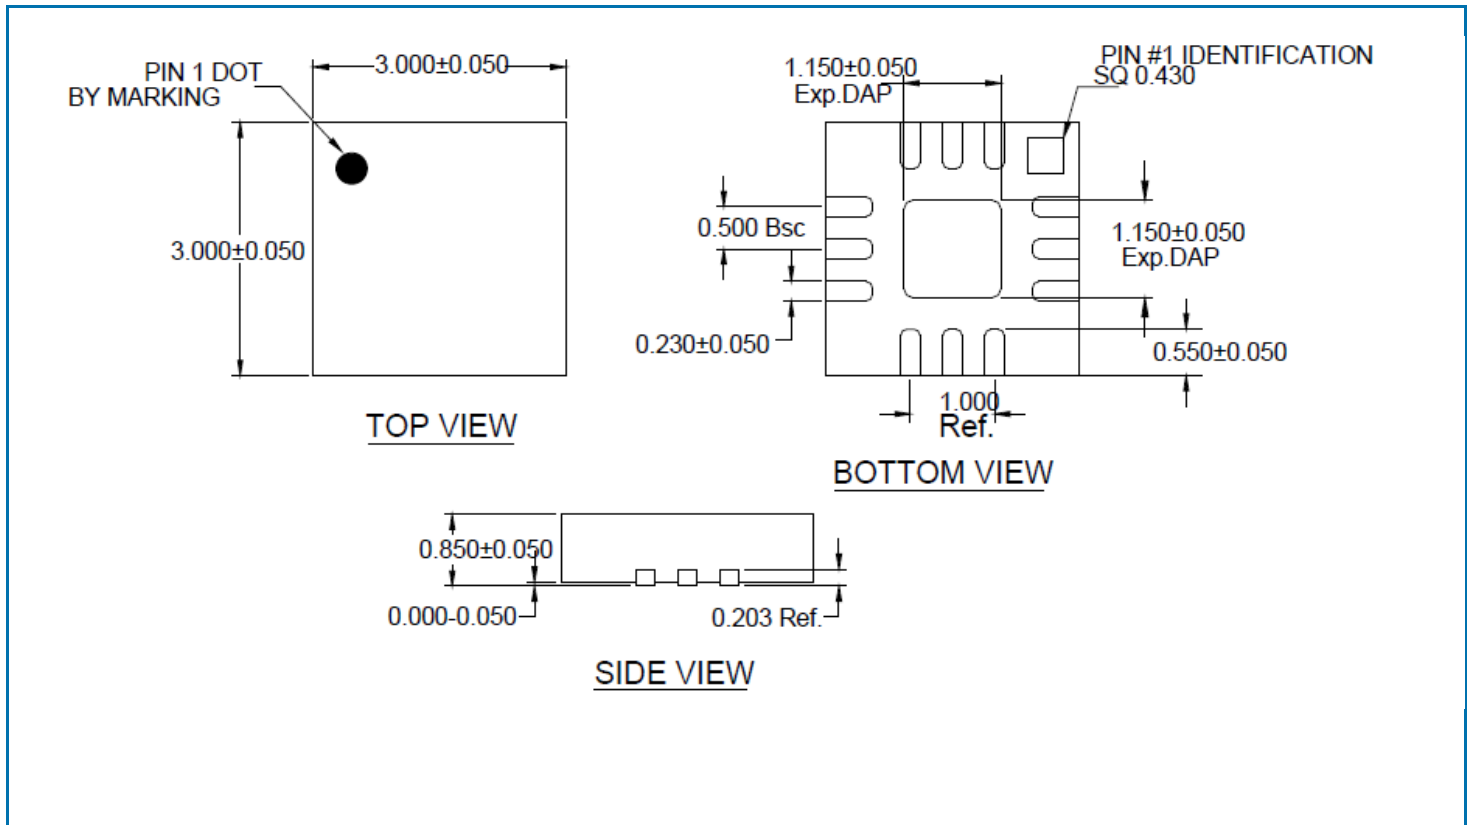 PIN 1 DOT
BY MARKING
3.000±0.050
3.000±0.050
TOP VIEW
1.150±0.050
Exp.DAP
PIN #1 IDENTIFICATION
SQ 0.430
0.500 Bsc
0.230±0.050
1.150±0.050
Exp.DAP
0.550±0.050
1.000
Ref.
BOTTOM VIEW
0.850±0.050
0.000-0.050
0.203 Ref.
SIDE VIEW